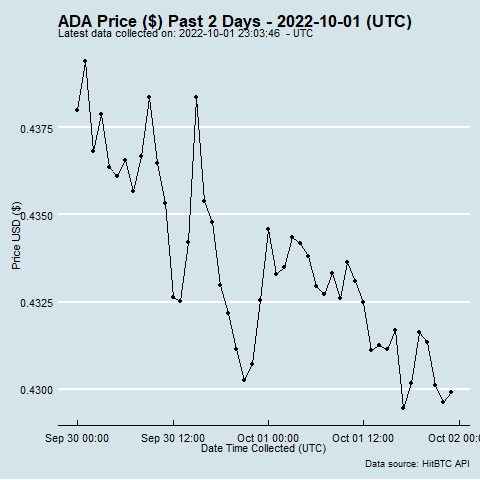 ADA Price ($) Past 2 Days - 2022-10-01 (UTC)
Latest data collected on: 2022-10-01 23:03:46 - UTC
0.4375
0.4350
0.4325
0.4300
Price USD ($)
Sep 30 00:00 Sep 30 12:00 Oct 01 00:00 Oct 01 12:00 Oct 02 00:00
Date Time Collected (UTC)
Data source: HitBTC API